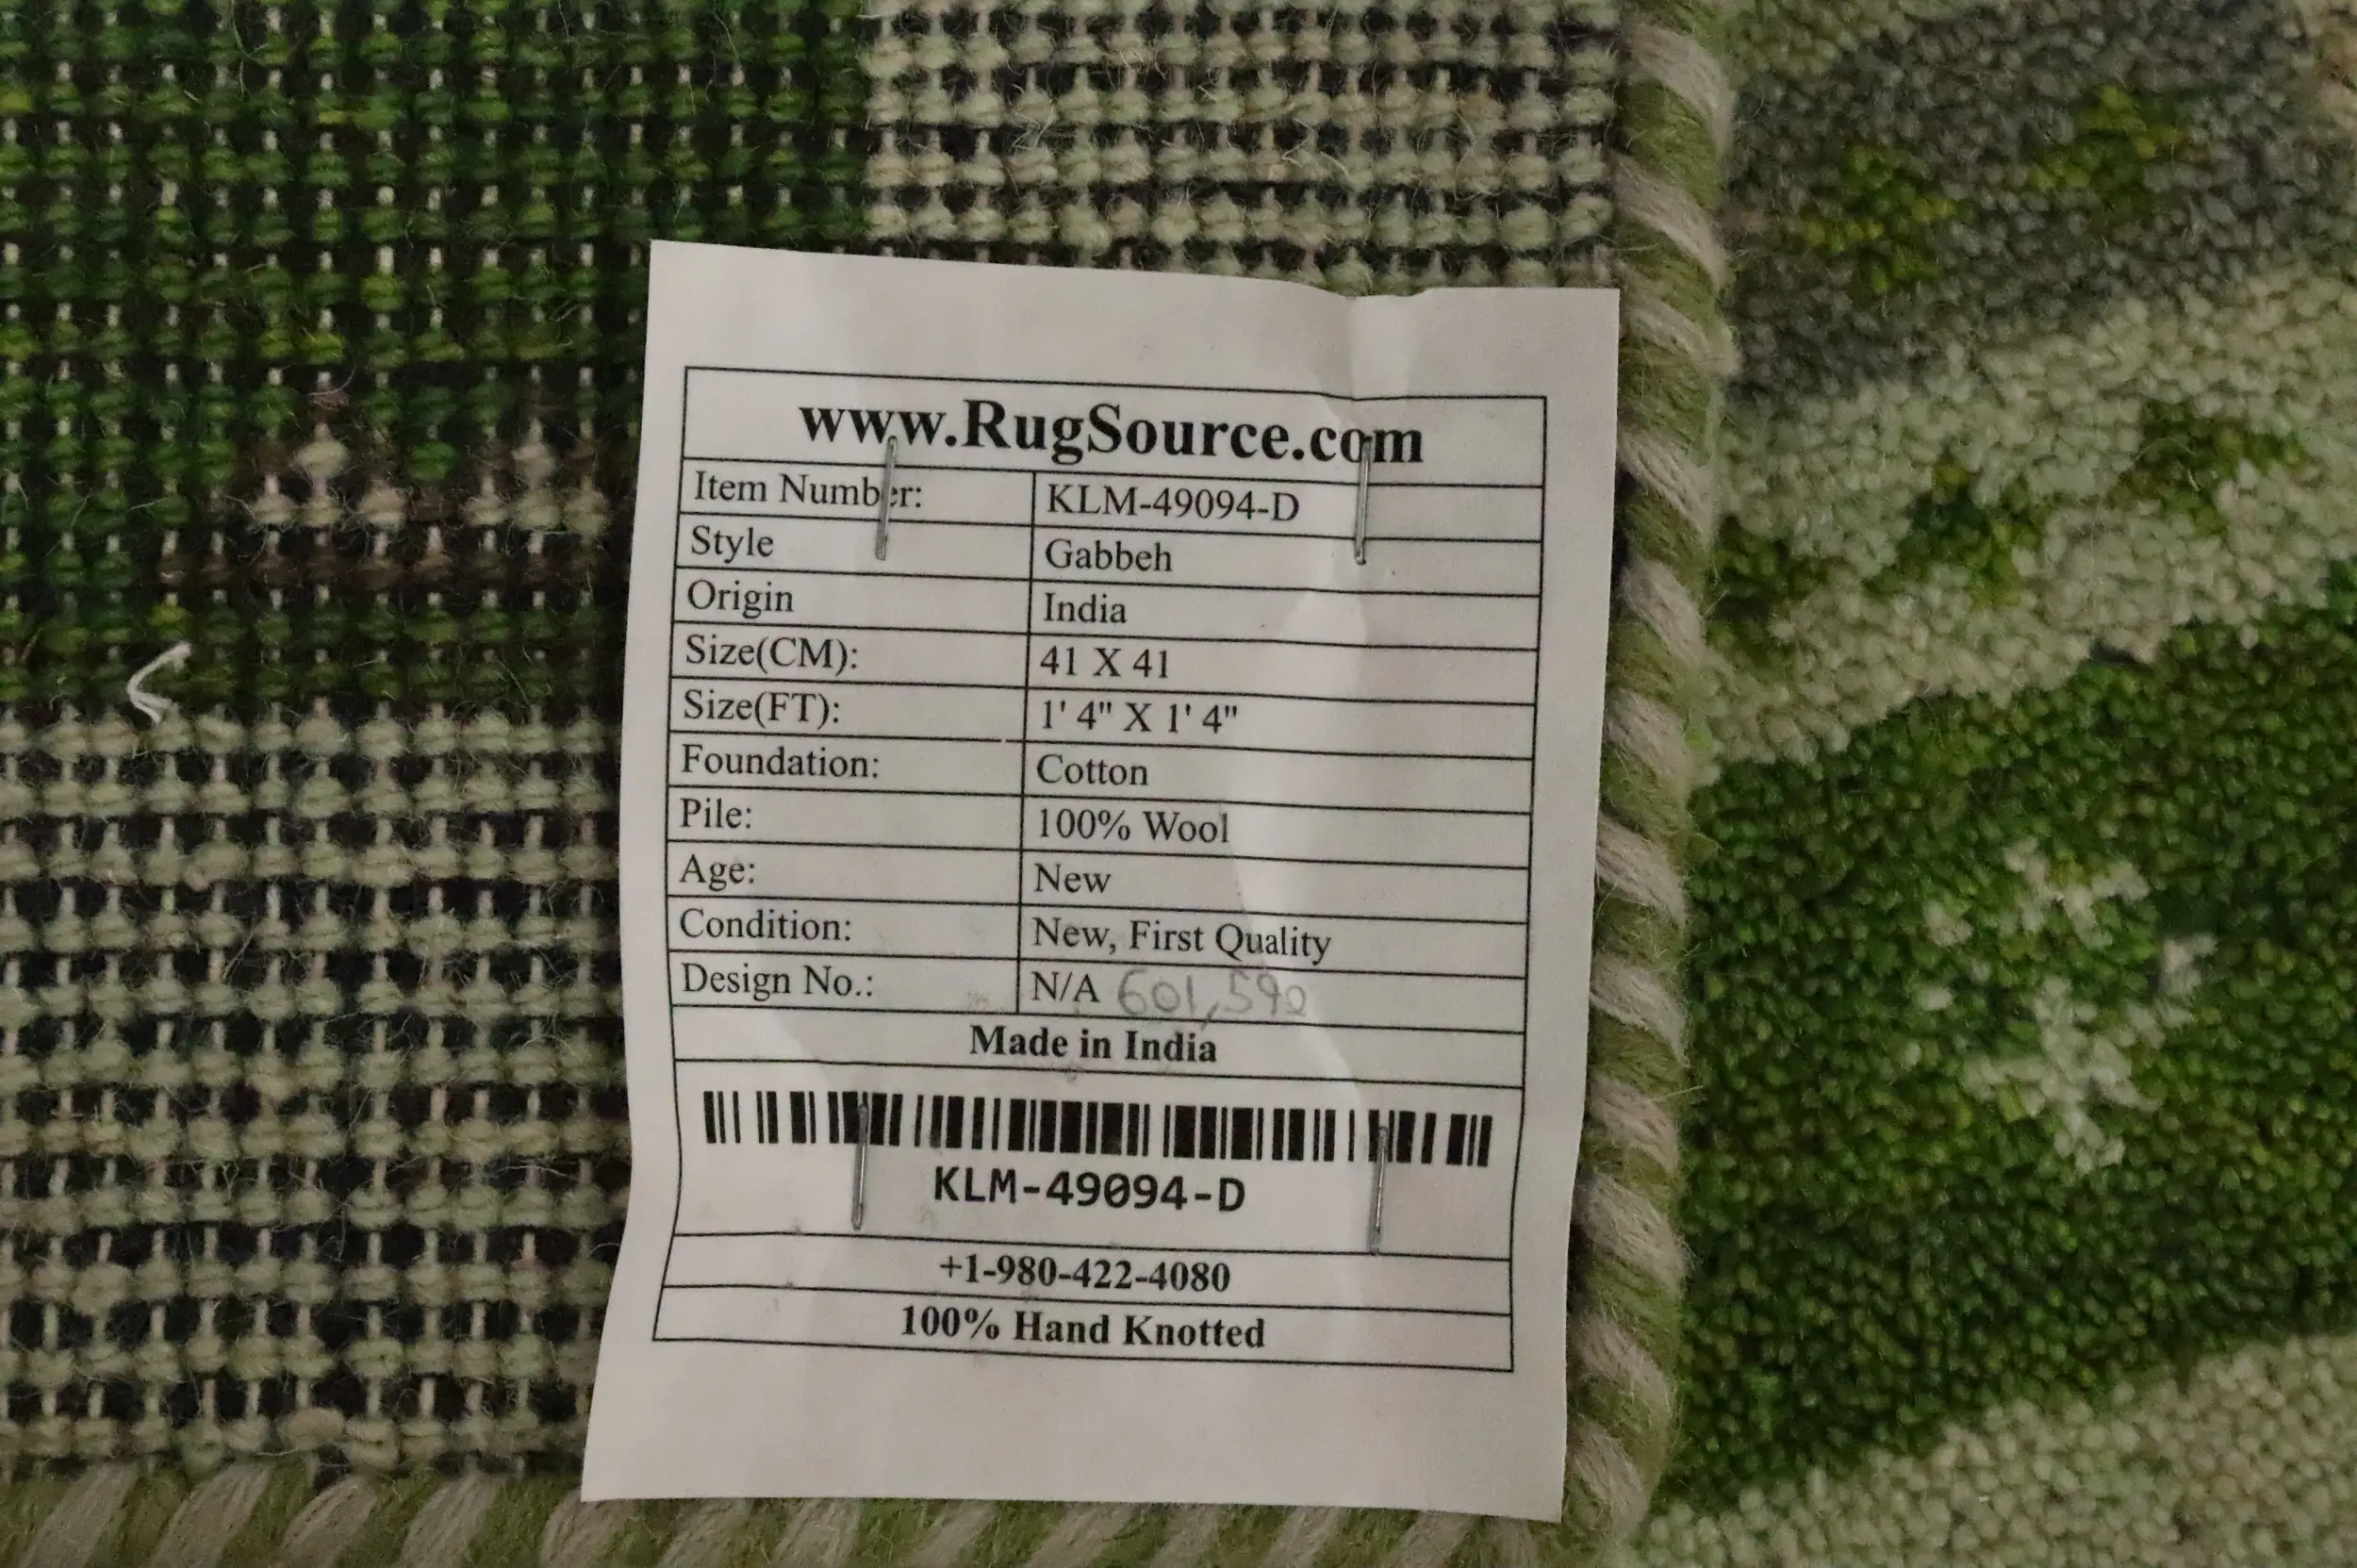 www.RugSource.com
Item Number: KLM-49094-D
Style Gabbeh
Origin India
Size(CM): 41 X 41
Size(FT): 1' 4" X 1' 4"
Foundation: Cotton
Pile: 100% Wool
Age: New
Condition: New, First Quality
Design No.: N/A 601,592
Made in India
KLM-49094-D
+1-980-422-4080
100% Hand Knotted